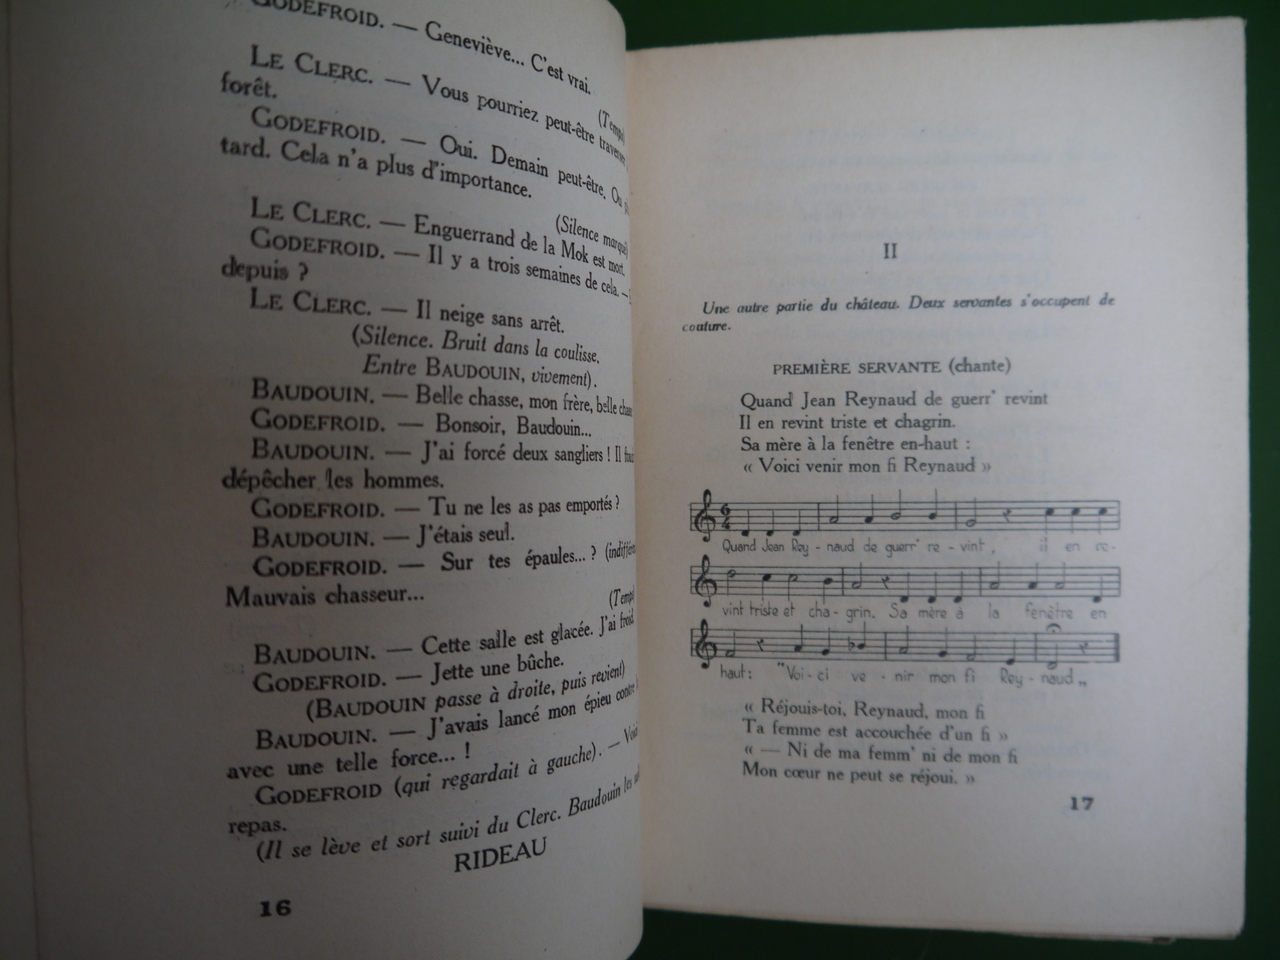 GODEFROID. — Geneviève... C'est vrai.
LE CLERC. — Vous pourriez peut-être traverser
forêt.
GODEFROID. — Oui. Demain peut-être. Ou
tard. Cela n'a plus d'importance.
(Silence marqué)
LE CLERC. — Enguerrand de la Mok est mort.
GODEFROID. — Il y a trois semaines de cela. —
depuis ?
LE CLERC. — Il neige sans arrêt.
(Silence. Bruit dans la coulisse.
Entre BAUDOUIN, vivement).
BAUDOUIN. — Belle chasse, mon frère, belle
GODEFROID. — Bonsoir, Baudouin...
BAUDOUIN. — J'ai forcé deux sangliers ! Il
dépêcher les hommes.
GODEFROID. — Tu ne les as pas emportés ?
BAUDOUIN. — J'étais seul.
GODEFROID. — Sur tes épaules... ?
Mauvais chasseur...
BAUDOUIN. — Cette salle est glacée. J'ai froid
GODEFROID. — Jette une bûche.
(BAUDOUIN passe à droite, puis revient)
BAUDOUIN. — J'avais lancé mon épieu contre
avec une telle force... !
GODEFROID (qui regardait à gauche). —
repas.
(Il se lève et sort suivi du Clerc. Baudouin les
RIDEAU
16
II
Une autre partie du château. Deux servantes s'occupent de
couture.
PREMIÈRE SERVANTE (chante)
Quand Jean Reynaud de guerr' revint
Il en revint triste et chagrin.
Sa mère à la fenêtre en-haut :
« Voici venir mon fi Reynaud »
Quand Jean Rey - naud de guerr' re - vint, il en re-
vint triste et cha - grin. Sa mère à la fenêtre en
haut : "Voi - ci ve - nir mon fi Rey - naud„
« Réjouis-toi, Reynaud, mon fi
Ta femme est accouchée d'un fi »
« — Ni de ma femm' ni de mon fi
Mon cœur ne peut se réjoui. »
17